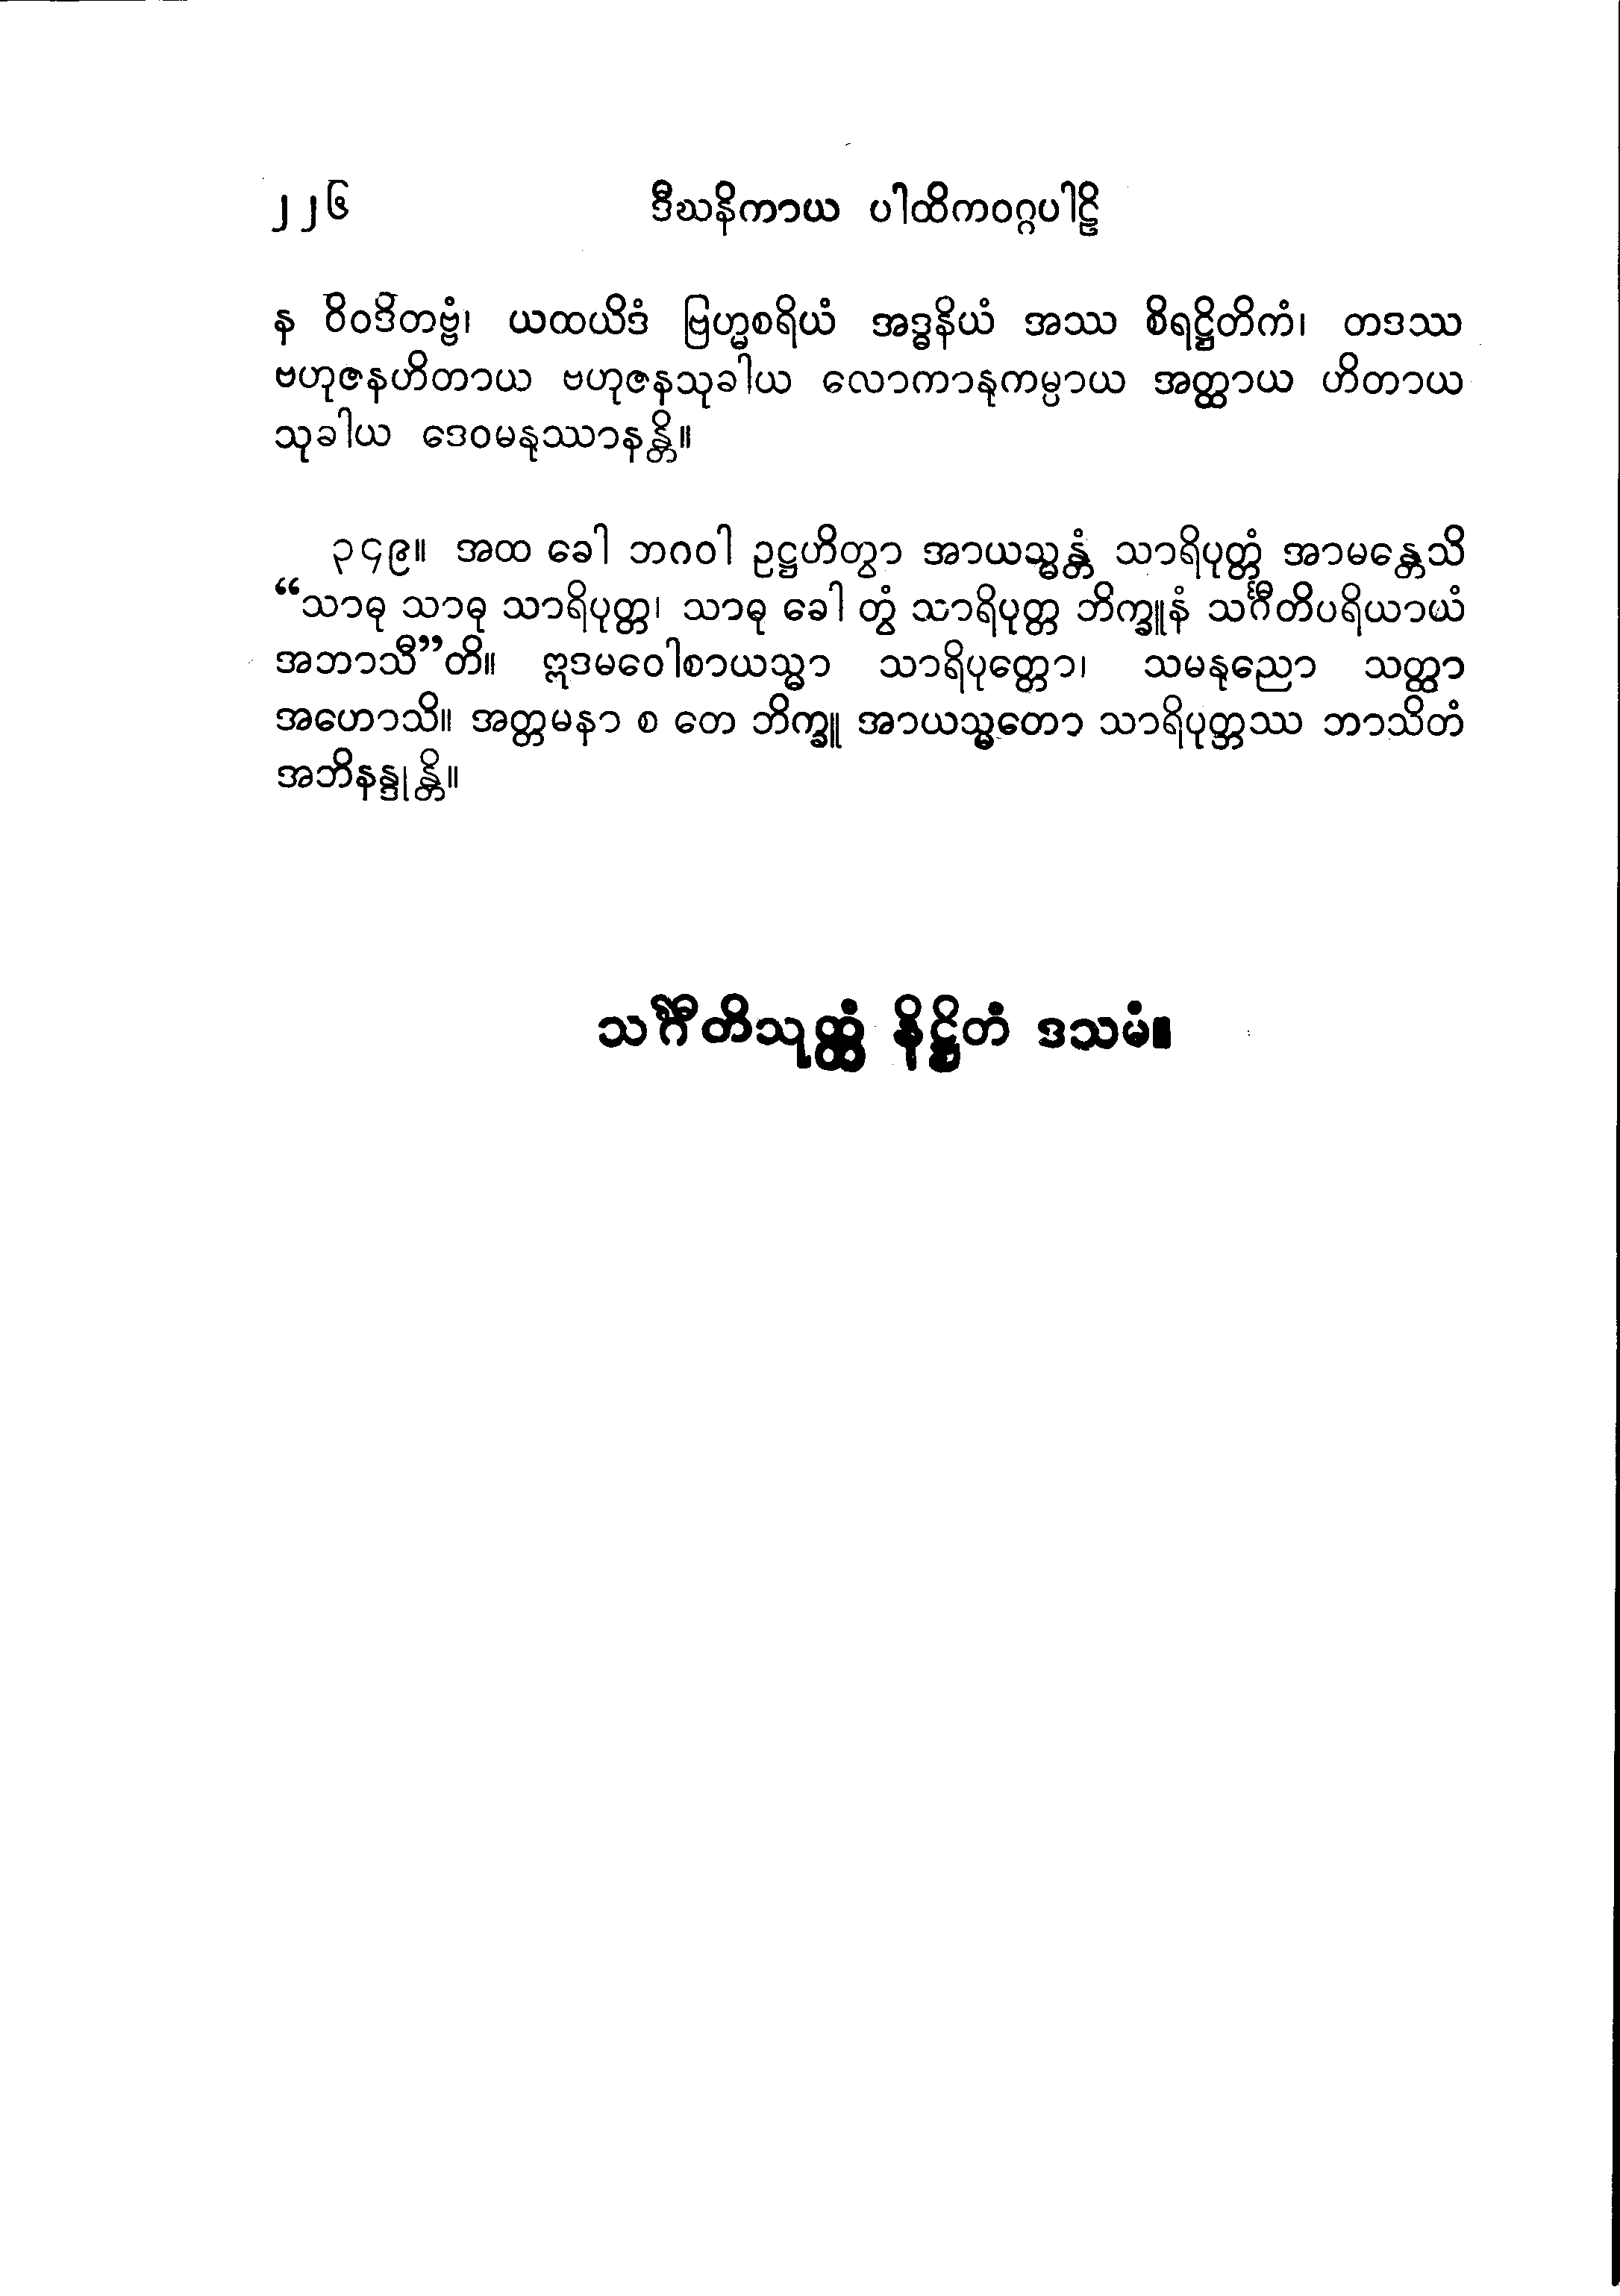 ၂၂၆ ဒီဃနိကာယ ပါထိကဝဂ္ဂပါဠိ
န ဝိဝဒိတဗ္ဗံ၊ ယထယိဒံ ဗြဟ္မစရိယံ အဒ္ဓနိယံ အဿ စိရဋ္ဌိတိကံ၊ တဒဿ
ဗဟုဇနဟိတာယ ဗဟုဇနသုခါယ လောကာနုကမ္ပာယ အတ္ထာယ ဟိတာယ
သုခါယ ဒေဝမနုဿာနန္တိ။
၃၄၉။ အထ ခေါ ဘဂဝါ ဥဋ္ဌဟိတွာ အာယသ္မန္တံ သာရိပုတ္တံ အာမန္တေသိ
“သာဓု သာဓု သာရိပုတ္တ၊ သာဓု ခေါ တွံ သာရိပုတ္တ ဘိက္ခူနံ သင်္ဂီတိပရိယာယံ
အဘာသီ”တိ။ ဣဒမဝေါစာယသ္မာ သာရိပုတ္တော၊ သမနုညော သတ္ထာ
အဟောသိ။ အတ္တမနာ စ တေ ဘိက္ခူ အာယသ္မတော သာရိပုတ္တဿ ဘာသိတံ
အဘိနန္ဒုန္တိ။
သင်္ဂီတိသုတ္တံ နိဋ္ဌိတံ ဒသမံ။